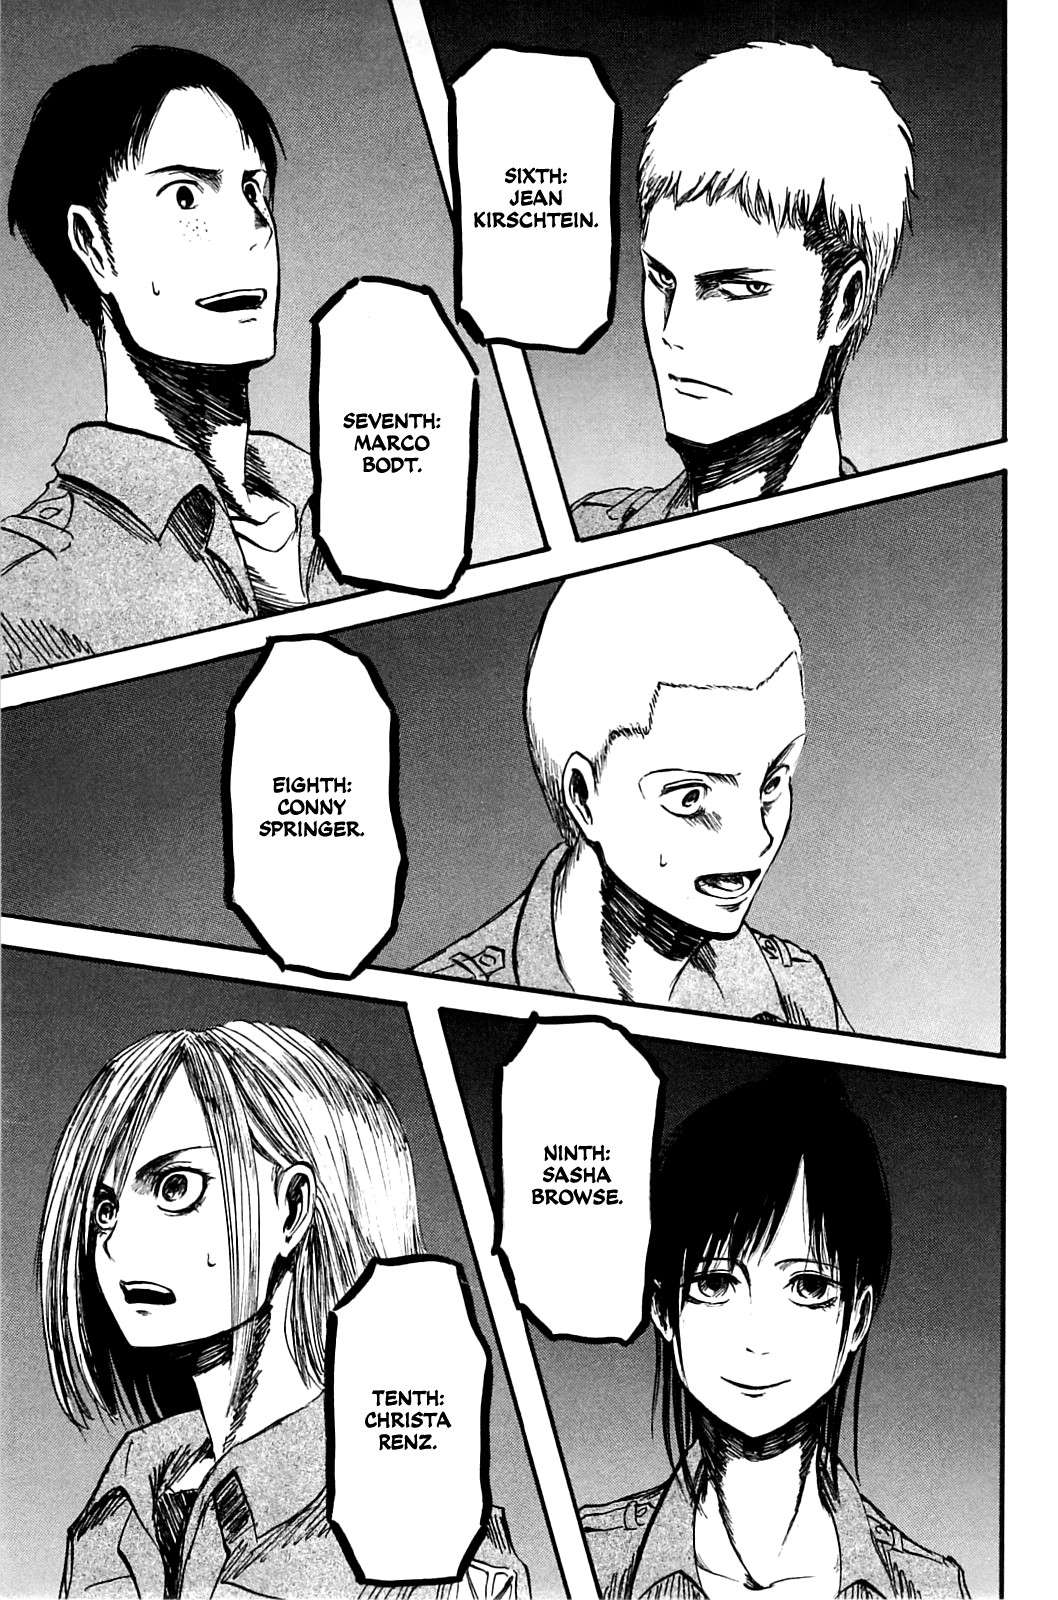 SIXTH:
JEAN
KIRSCHTEIN.
SEVENTH:
MARCO
BODT.
EIGHTH:
CONNY
SPRINGER.
NINTH:
SASHA
BROWSE.
TENTH:
CHRISTA
RENZ.